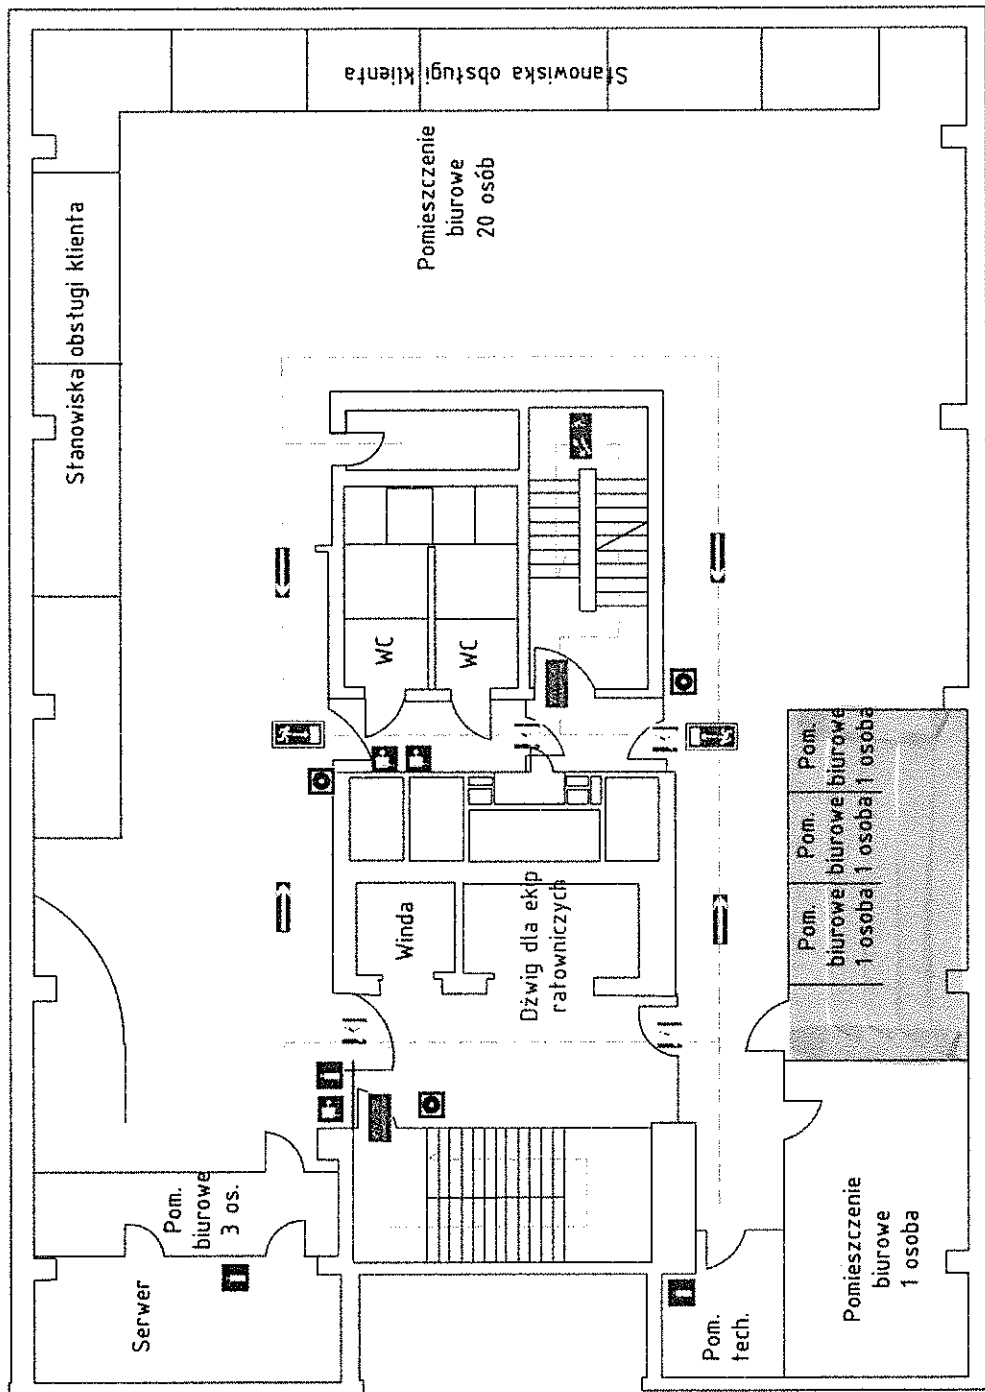 Stanowiska obsługi klienta
Stanowiska obsługi klienta
Pomieszczenie
biurowe
20 osób
WC
WC
Winda
Dźwig dla ekip
ratowniczych
Pom.
biurowe
1 osoba
Pom.
biurowe
1 osoba
Pom.
biurowe
1 osoba
Pom.
biurowe
3 os.
Serwer
Pom.
tech.
Pomieszczenie
biurowe
1 osoba